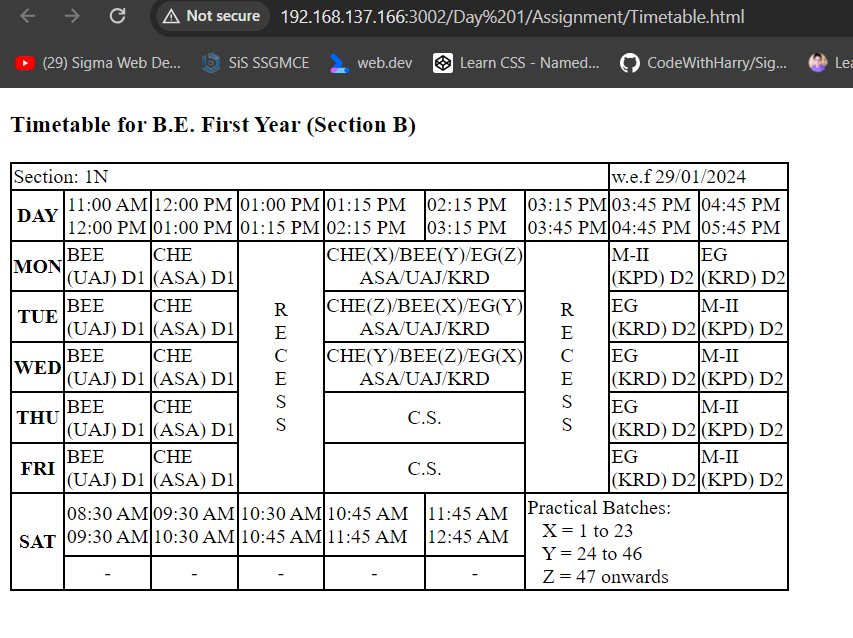 Not secure 192.168.137.166:3002/Day%201/Assignment/Timetable.html
(29) Sigma Web De... SiS SSGMCE web.dev Learn CSS - Named... CodeWithHarry/Sig... Lea
Timetable for B.E. First Year (Section B)
Section: 1N w.e.f 29/01/2024
DAY 11:00 AM 12:00 PM 01:00 PM 01:15 PM 02:15 PM 03:15 PM 03:45 PM 04:45 PM
12:00 PM 01:00 PM 01:15 PM 02:15 PM 03:15 PM 03:45 PM 04:45 PM 05:45 PM
MON BEE CHE CHE(X)/BEE(Y)/EG(Z) M-II EG
(UAJ) D1 (ASA) D1 ASA/UAJ/KRD (KPD) D2 (KRD) D2
TUE BEE CHE CHE(Z)/BEE(X)/EG(Y) EG M-II
(UAJ) D1 (ASA) D1 ASA/UAJ/KRD (KRD) D2 (KPD) D2
WED BEE CHE CHE(Y)/BEE(Z)/EG(X) EG M-II
(UAJ) D1 (ASA) D1 ASA/UAJ/KRD (KRD) D2 (KPD) D2
THU BEE CHE C.S. EG M-II
(UAJ) D1 (ASA) D1 (KRD) D2 (KPD) D2
FRI BEE CHE C.S. EG M-II
(UAJ) D1 (ASA) D1 (KRD) D2 (KPD) D2
R
E
C
E
S
S
R
E
C
E
S
S
SAT 08:30 AM 09:30 AM 10:30 AM 10:45 AM 11:45 AM
09:30 AM 10:30 AM 10:45 AM 11:45 AM 12:45 AM
- - - - -
Practical Batches:
X = 1 to 23
Y = 24 to 46
Z = 47 onwards